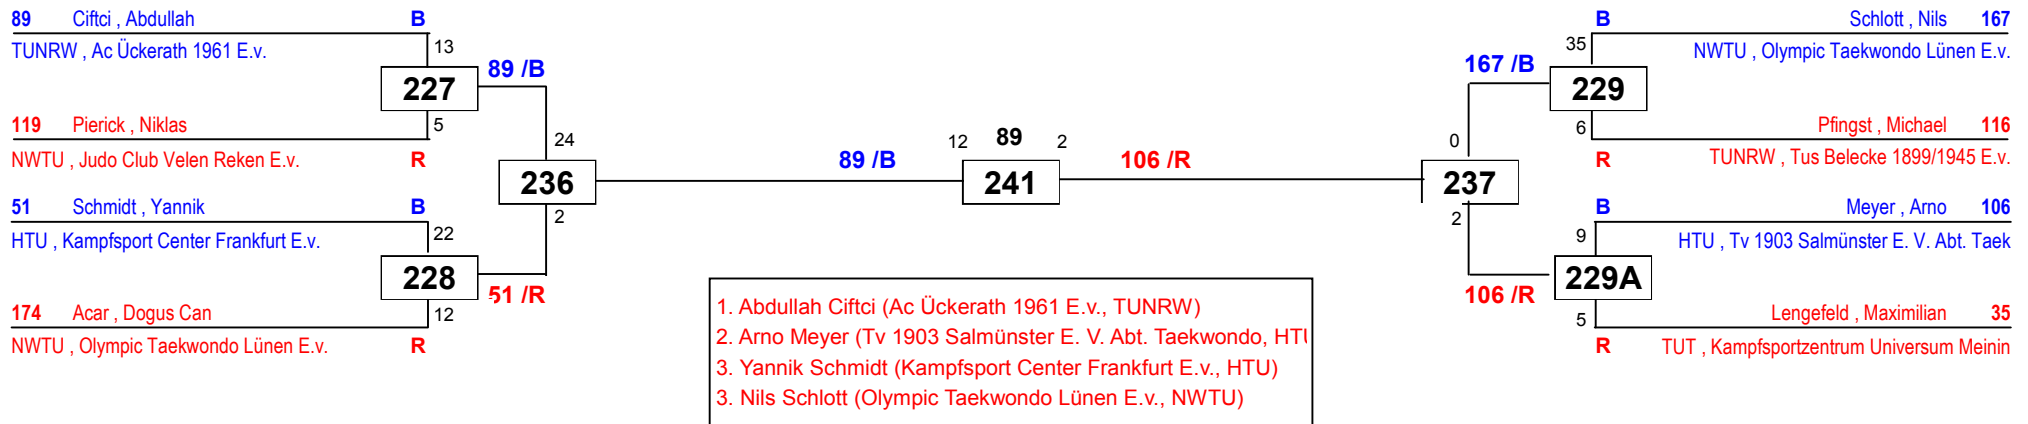 89 Ciftci , Abdullah B
TUNRW , Ac Ückerath 1961 E.v.
13
227
5
89 /B
119 Pierick , Niklas
NWTU , Judo Club Velen Reken E.v. R
24
236
2
51 Schmidt , Yannik B
HTU , Kampfsport Center Frankfurt E.v.
22
228
12
51 /R
174 Acar , Dogus Can
NWTU , Olympic Taekwondo Lünen E.v. R
89 /B
12 89 2
241
106 /R
B Schlott , Nils 167
NWTU , Olympic Taekwondo Lünen E.v.
35
167 /B
229
6
Pfingst , Michael 116
R TUNRW , Tus Belecke 1899/1945 E.v.
0
237
2
B Meyer , Arno 106
HTU , Tv 1903 Salmünster E. V. Abt. Taek
9
229A
106 /R
5
Lengefeld , Maximilian 35
R TUT , Kampfsportzentrum Universum Meinin
1. Abdullah Ciftci (Ac Ückerath 1961 E.v., TUNRW)
2. Arno Meyer (Tv 1903 Salmünster E. V. Abt. Taekwondo, HTU
3. Yannik Schmidt (Kampfsport Center Frankfurt E.v., HTU)
3. Nils Schlott (Olympic Taekwondo Lünen E.v., NWTU)